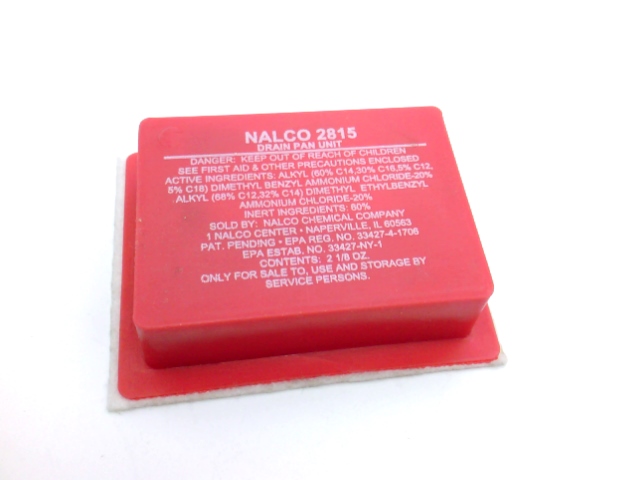 NALCO 2815
DRAIN PAN UNIT
DANGER: KEEP OUT OF REACH OF CHILDREN
SEE FIRST AID & OTHER PRECAUTIONS ENCLOSED
ACTIVE INGREDIENTS: ALKYL (60% C14,30% C16,5% C12,
5% C18) DIMETHYL BENZYL AMMONIUM CHLORIDE-20%
ALKYL (68% C12,32% C14) DIMETHYL ETHYLBENZYL
AMMONIUM CHLORIDE-20%
INERT INGREDIENTS: 60%
SOLD BY: NALCO CHEMICAL COMPANY
1 NALCO CENTER • NAPERVILLE, IL 60563
PAT. PENDING • EPA REG. NO. 33427-4-1706
EPA ESTAB. NO. 33427-NY-1
CONTENTS: 2 1/8 OZ.
ONLY FOR SALE TO, USE AND STORAGE BY
SERVICE PERSONS.